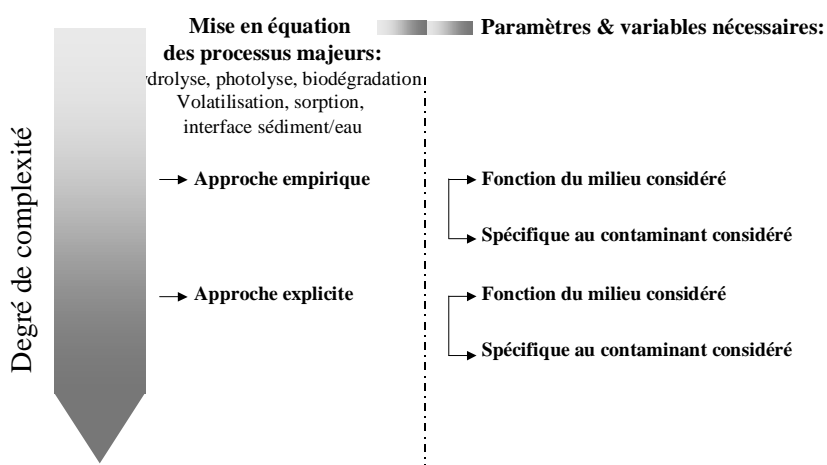 Mise en équation
des processus majeurs:
drolyse, photolyse, biodégradation
Volatilisation, sorption,
interface sédiment/eau
Approche empirique
Approche explicite
Paramètres & variables nécessaires:
Fonction du milieu considéré
Spécifique au contaminant considéré
Fonction du milieu considéré
Spécifique au contaminant considéré
Degré de complexité